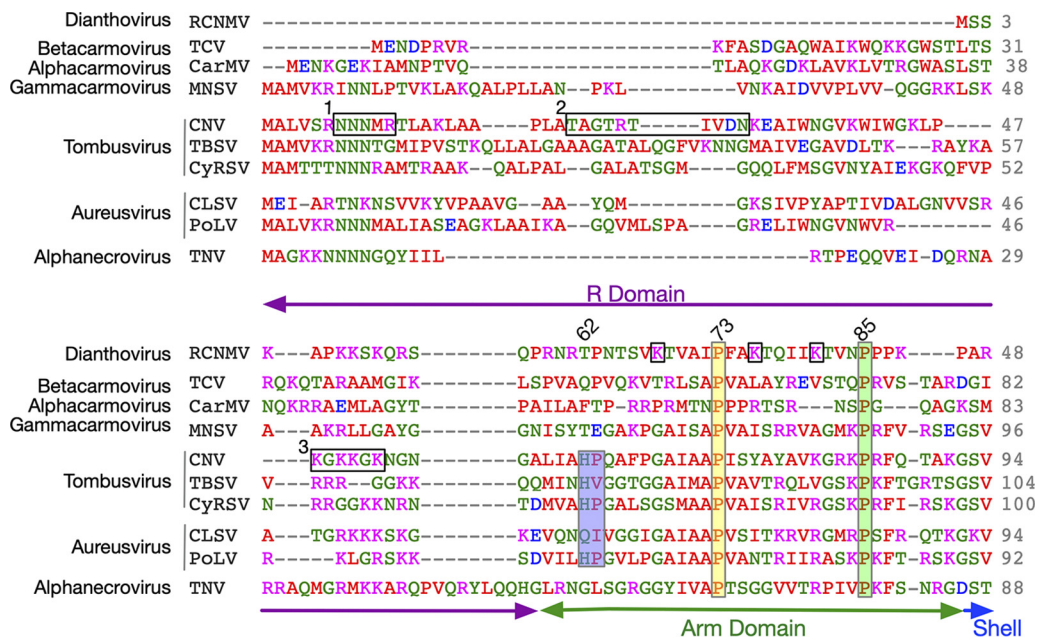 Dianthovirus RCNMV ------------------------------------------------------------MSS 3
Betacarmovirus TCV ---------MENDPRVR--------------------KFASDGAQWAIKWQKKGWSTLTS 31
Alphacarmovirus CarMV --MENKGEKIAMNPTVQ--------------------TLAQKGDKLAVKLVTRGWASLST 38
Gammacarmovirus MNSV MAMVKRINNLPTVKLAKQALPLLAN--PKL-------VNKAIDVVPLVV-QGGRKLSK 48
1 2
CNV MALVSRNNNMRTLAKLAA----PLATAGTRT-----IVDNKEAIWNGVKWIWGKLP---- 47
Tombusvirus TBSV MAMVKRNNNTGMIPVSTKQLLALGAAAGATALQGFVKNNGMAIVEGAVDLTK---RAYKA 57
CyRSV MAMTTTNNNRAMTRAAK--QALPAL--GALATSGM----GQQLFMSGVNYAIEKGKQFVP 52
CLSV MEI-ARTNKNSVVKYVPAAVG--AA--YQM---------GKSIVPYAPTIVDALGNVVSR 46
Aureusvirus
PoLV MALVKRNNNMALIASEAGKLAAIKA--GQVMLSPA----GRELIWNGVNWVR-------- 46
Alphanecrovirus TNV MAGKKNNNNGQYIIL------------------------------RTPEQQVEI-DQRNA 29
R Domain
62 73 85
Dianthovirus RCNMV K---APKKSKQRS--------QPRNRTPNTSVKTVAIPFAKTQIIKTVNPPPK----PAR 48
Betacarmovirus TCV RQKQTARAAMGIK--------LSPVAQPVQKVTRLSAPVALAYREVSTQPRVS-TARDGI 82
Alphacarmovirus CarMV NQKRRAEMLAGYT--------PAILAFTP-RRPRMTNPPPRTSR---NSPG--QAGKSM 83
Gammacarmovirus MNSV A---AKRLLGAYG--------GNISYTEGAKPGAISAPVAISRRVAGMKPRFV-RSEGSV 96
3
CNV ----KGKKGKNGN--------GALIAHPQAFPGAIAAPISYAYAVKGRKPRFQ-TAKGSV 94
Tombusvirus TBSV V---RRR--GGKKN-------QQMINHVGGTGGAIMAPVAVTRQLVGSKPKFTGRTSGSV 104
CyRSV N---RRGGKKNRN--------TDMVAHPGALSGSMAAPVAISRIVRGSKPRFI-RSKGSV 100
CLSV A---TGRKKKSKG--------KEVQNQIVGGIGAIAAPVSITKRVRGMRPSFR-QTKGKV 94
Aureusvirus
PoLV R-----KLGRSKK--------SDVILHPGVLPGAIAAPVANTRIIRASKPKFT-RSKGSV 92
Alphanecrovirus TNV RRAQMGRMKKARQPVQRYLQQHGLRNGLSGRGGYIVAPTSGGVVTRPIVPKFS-NRGDST 88
Arm Domain Shell